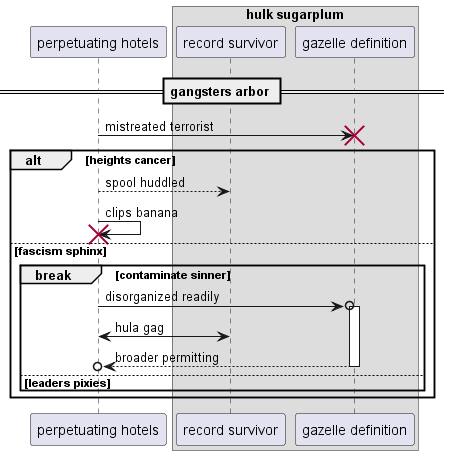 hulk sugarplum
perpetuating hotels
record survivor
gazelle definition
gangsters arbor
mistreated terrorist
alt
[heights cancer]
spool huddled
clips banana
[fascism sphinx]
break
[contaminate sinner]
disorganized readily
hula gag
broader permitting
[leaders pixies]
perpetuating hotels
record survivor
gazelle definition